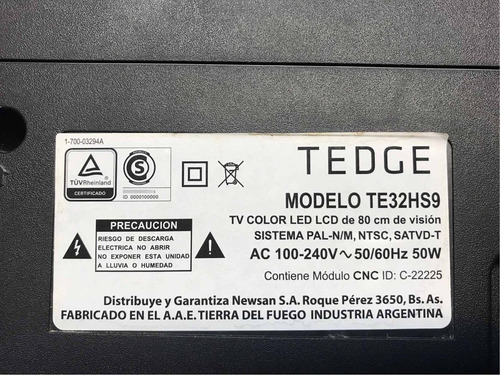 1-700-03294A
TÜVRheinland
CERTIFICADO
S
ID 0000100000
TEDGE
MODELO TE32HS9
TV COLOR LED LCD de 80 cm de visión
SISTEMA PAL-N/M, NTSC, SATVD-T
AC 100-240V ~ 50/60Hz 50W
Contiene Módulo CNC ID: C-22225
PRECAUCION
RIESGO DE DESCARGA
ELECTRICA NO ABRIR
NO EXPONER ESTA UNIDAD
A LLUVIA O HUMEDAD
Distribuye y Garantiza Newsan S.A. Roque Pérez 3650, Bs. As.
FABRICADO EN EL A.A.E. TIERRA DEL FUEGO INDUSTRIA ARGENTINA